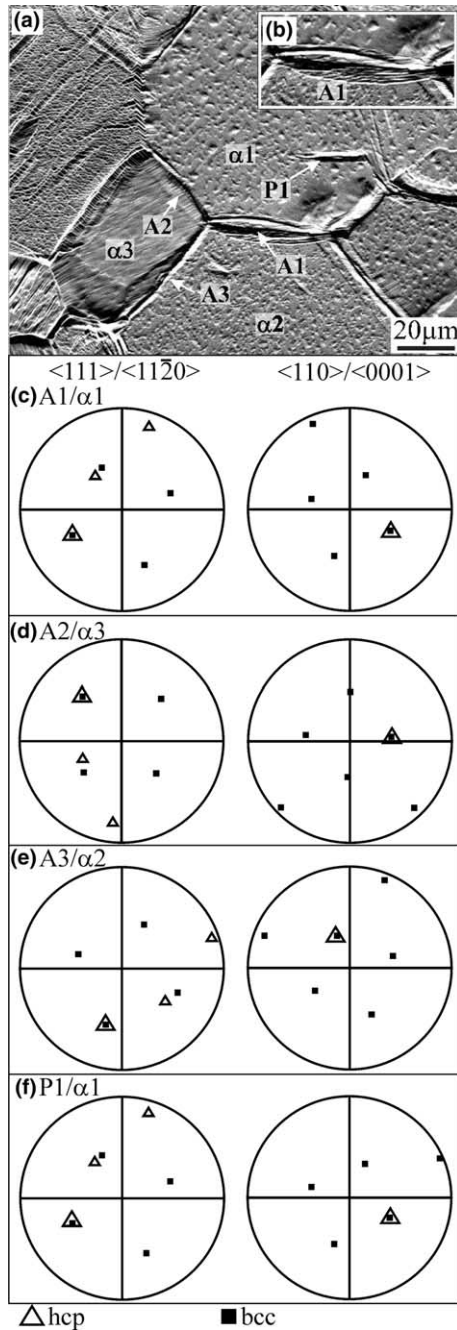 (a)
(b)
A1
α1
P1
A2
α3
A1
A3
α2
20μm
<111>/<112̄0> <110>/<0001>
(c) A1/α1
(d) A2/α3
(e) A3/α2
(f) P1/α1
△ hcp ■ bcc